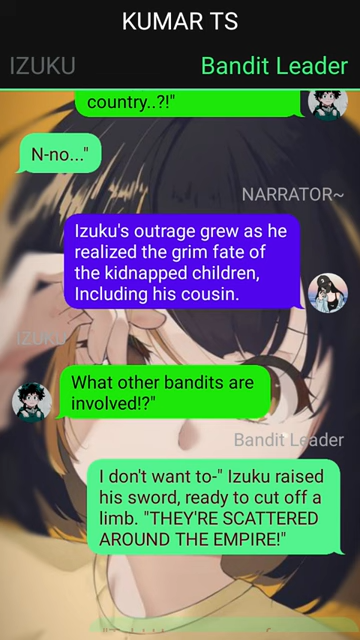 KUMAR TS
IZUKU
Bandit Leader
country..?!"
N-no..."
NARRATOR~
Izuku's outrage grew as he
realized the grim fate of
the kidnapped children,
Including his cousin.
IZUKU
What other bandits are
involved!?"
Bandit Leader
I don't want to-" Izuku raised
his sword, ready to cut off a
limb. "THEY'RE SCATTERED
AROUND THE EMPIRE!"